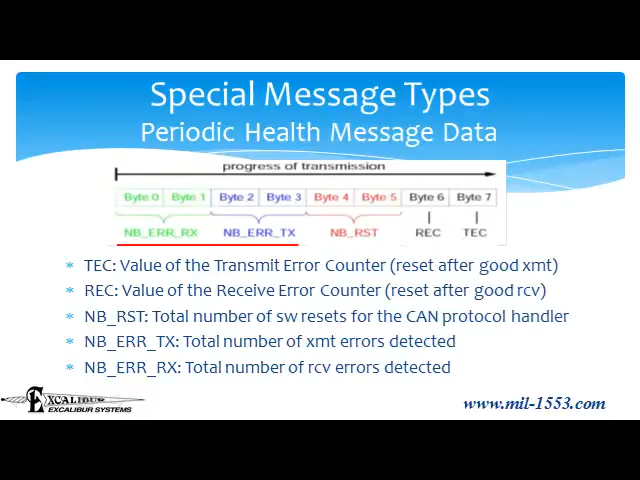 Special Message Types
Periodic Health Message Data
progress of transmission
Byte 0 Byte 1 Byte 2 Byte 3 Byte 4 Byte 5 Byte 6 Byte 7
NB_ERR_RX NB_ERR_TX NB_RST REC TEC
TEC: Value of the Transmit Error Counter (reset after good xmt)
REC: Value of the Receive Error Counter (reset after good rcv)
NB_RST: Total number of sw resets for the CAN protocol handler
NB_ERR_TX: Total number of xmt errors detected
NB_ERR_RX: Total number of rcv errors detected
EXCALIBUR
EXCALIBUR SYSTEMS
www.mil-1553.com